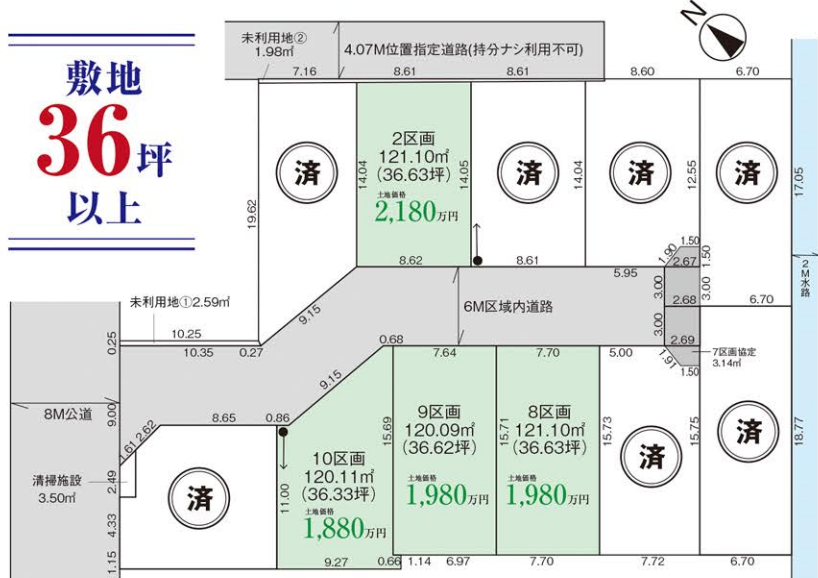 敷地
36坪
以上
N
未利用地②
1.98㎡
4.07M位置指定道路(持分ナシ利用不可)
7.16
8.61
8.61
8.60
6.70
済
19.62
14.04
2区画
121.10㎡
(36.63坪)
土地価格
2,180万円
14.05
済
14.04
済
12.55
済
17.05
8.62
8.61
5.95
1.90
1.50
2.67
1.50
3.00
2.68
3.00
2M水路
6.70
未利用地①2.59㎡
9.15
6M区域内道路
10.25
0.25
10.35
0.27
0.68
7.64
7.70
5.00
3.00
2.69
1.91
1.50
7区画協定
3.14㎡
8M公道
9.00
9.15
8.65
0.86
1.61
2.62
清掃施設
3.50㎡
2.49
4.33
1.15
済
11.00
10区画
120.11㎡
(36.33坪)
土地価格
1,880万円
15.69
9区画
120.09㎡
(36.62坪)
土地価格
1,980万円
15.71
8区画
121.10㎡
(36.63坪)
土地価格
1,980万円
15.73
済
15.75
済
18.77
9.27
0.66
1.14
6.97
7.70
7.72
6.70